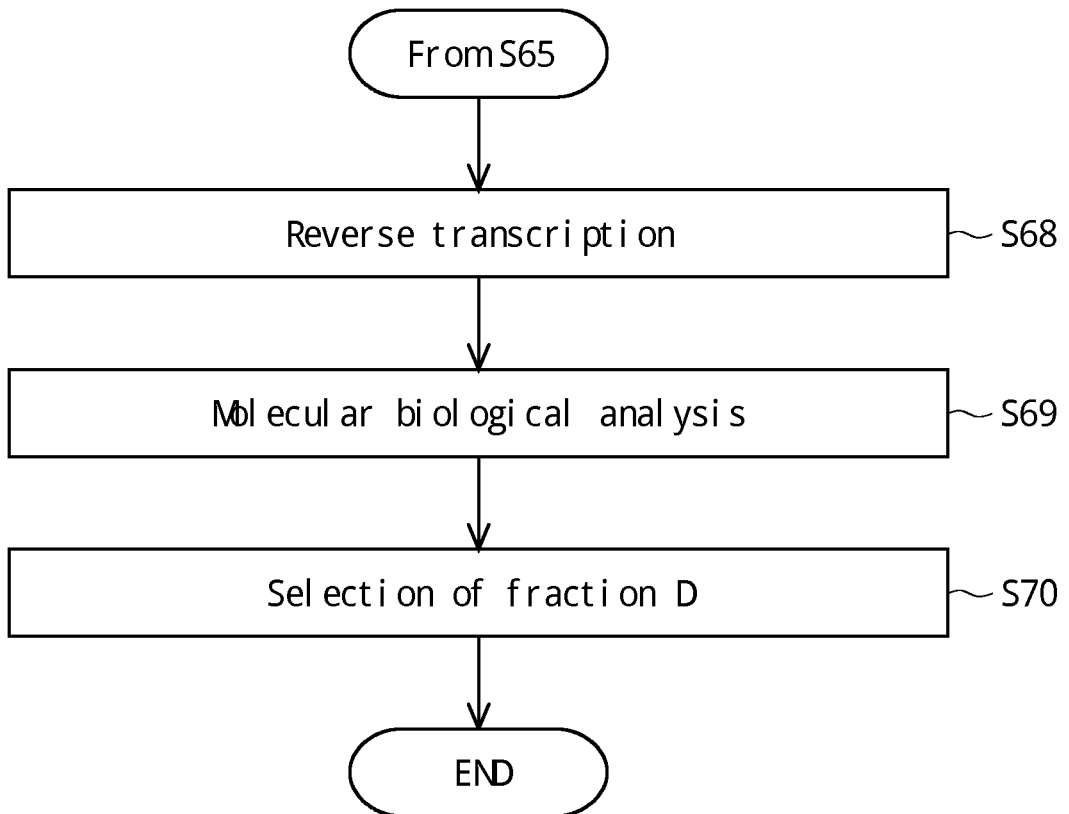 From S65
Reverse transcription
S68
Molecular biological analysis
S69
Selection of fraction D
S70
END